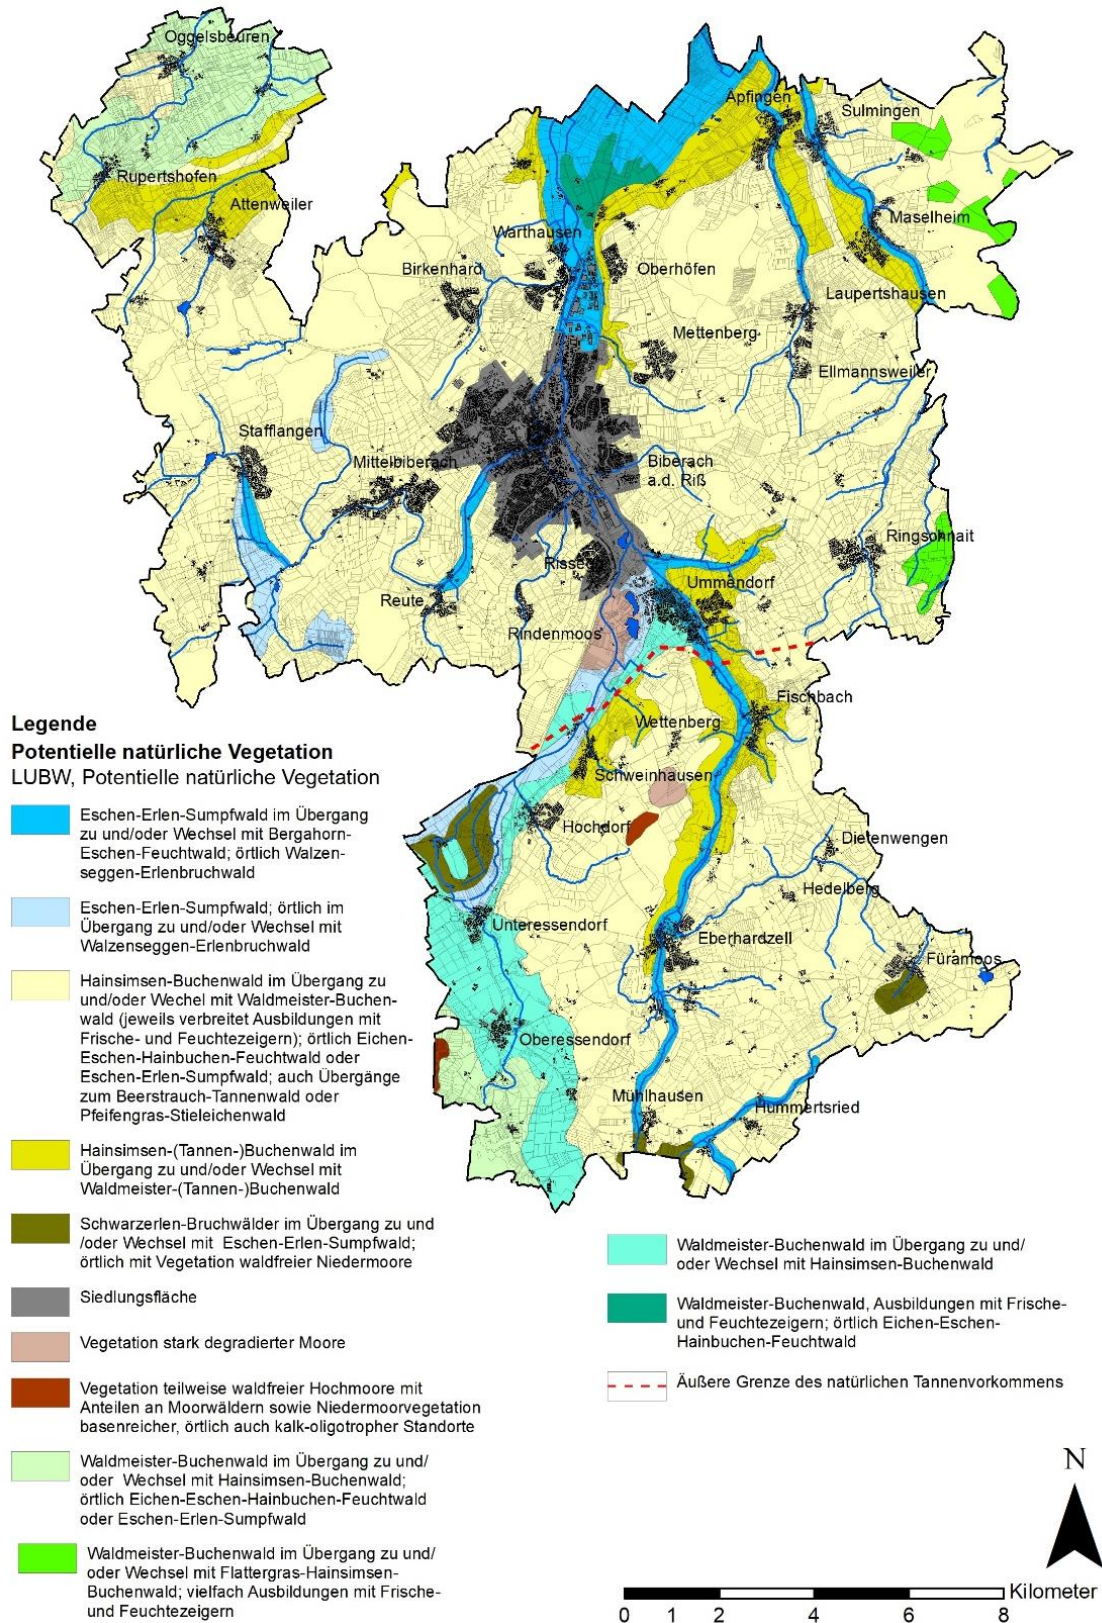 Oggelsbeuren
Äpfingen
Sulmingen
Rupertshofen
Attenweiler
Maselheim
Warthausen
Birkenhard
Oberhöfen
Laupertshausen
Mettenberg
Ellmannsweiler
Stafflangen
Mittelbiberach
Biberach
a.d. Riß
Ringschnait
Rissegg
Ummendorf
Reute
Rindenmoos
Fischbach
Wettenberg
Schweinhausen
Hochdorf
Dietenwengen
Hedelberg
Unteressendorf
Eberhardzell
Füramoos
Oberessendorf
Mühlhausen
Hummertsried
Legende
Potentielle natürliche Vegetation
LUBW, Potentielle natürliche Vegetation
Eschen-Erlen-Sumpfwald im Übergang
zu und/oder Wechsel mit Bergahorn-
Eschen-Feuchtwald; örtlich Walzen-
seggen-Erlenbruchwald
Eschen-Erlen-Sumpfwald; örtlich im
Übergang zu und/oder Wechsel mit
Walzenseggen-Erlenbruchwald
Hainsimsen-Buchenwald im Übergang zu
und/oder Wechel mit Waldmeister-Buchen-
wald (jeweils verbreitet Ausbildungen mit
Frische- und Feuchtezeigern); örtlich Eichen-
Eschen-Hainbuchen-Feuchtwald oder
Eschen-Erlen-Sumpfwald; auch Übergänge
zum Beerstrauch-Tannenwald oder
Pfeifengras-Stieleichenwald
Hainsimsen-(Tannen-)Buchenwald im
Übergang zu und/oder Wechsel mit
Waldmeister-(Tannen-)Buchenwald
Schwarzerlen-Bruchwälder im Übergang zu und
/oder Wechsel mit Eschen-Erlen-Sumpfwald;
örtlich mit Vegetation waldfreier Niedermoore
Siedlungsfläche
Vegetation stark degradierter Moore
Vegetation teilweise waldfreier Hochmoore mit
Anteilen an Moorwäldern sowie Niedermoorvegetation
basenreicher, örtlich auch kalk-oligotropher Standorte
Waldmeister-Buchenwald im Übergang zu und/
oder Wechsel mit Hainsimsen-Buchenwald;
örtlich Eichen-Eschen-Hainbuchen-Feuchtwald
oder Eschen-Erlen-Sumpfwald
Waldmeister-Buchenwald im Übergang zu und/
oder Wechsel mit Flattergras-Hainsimsen-
Buchenwald; vielfach Ausbildungen mit Frische-
und Feuchtezeigern
Waldmeister-Buchenwald im Übergang zu und/
oder Wechsel mit Hainsimsen-Buchenwald
Waldmeister-Buchenwald, Ausbildungen mit Frische-
und Feuchtezeigern; örtlich Eichen-Eschen-
Hainbuchen-Feuchtwald
Äußere Grenze des natürlichen Tannenvorkommens
N
Kilometer
0 1 2 4 6 8